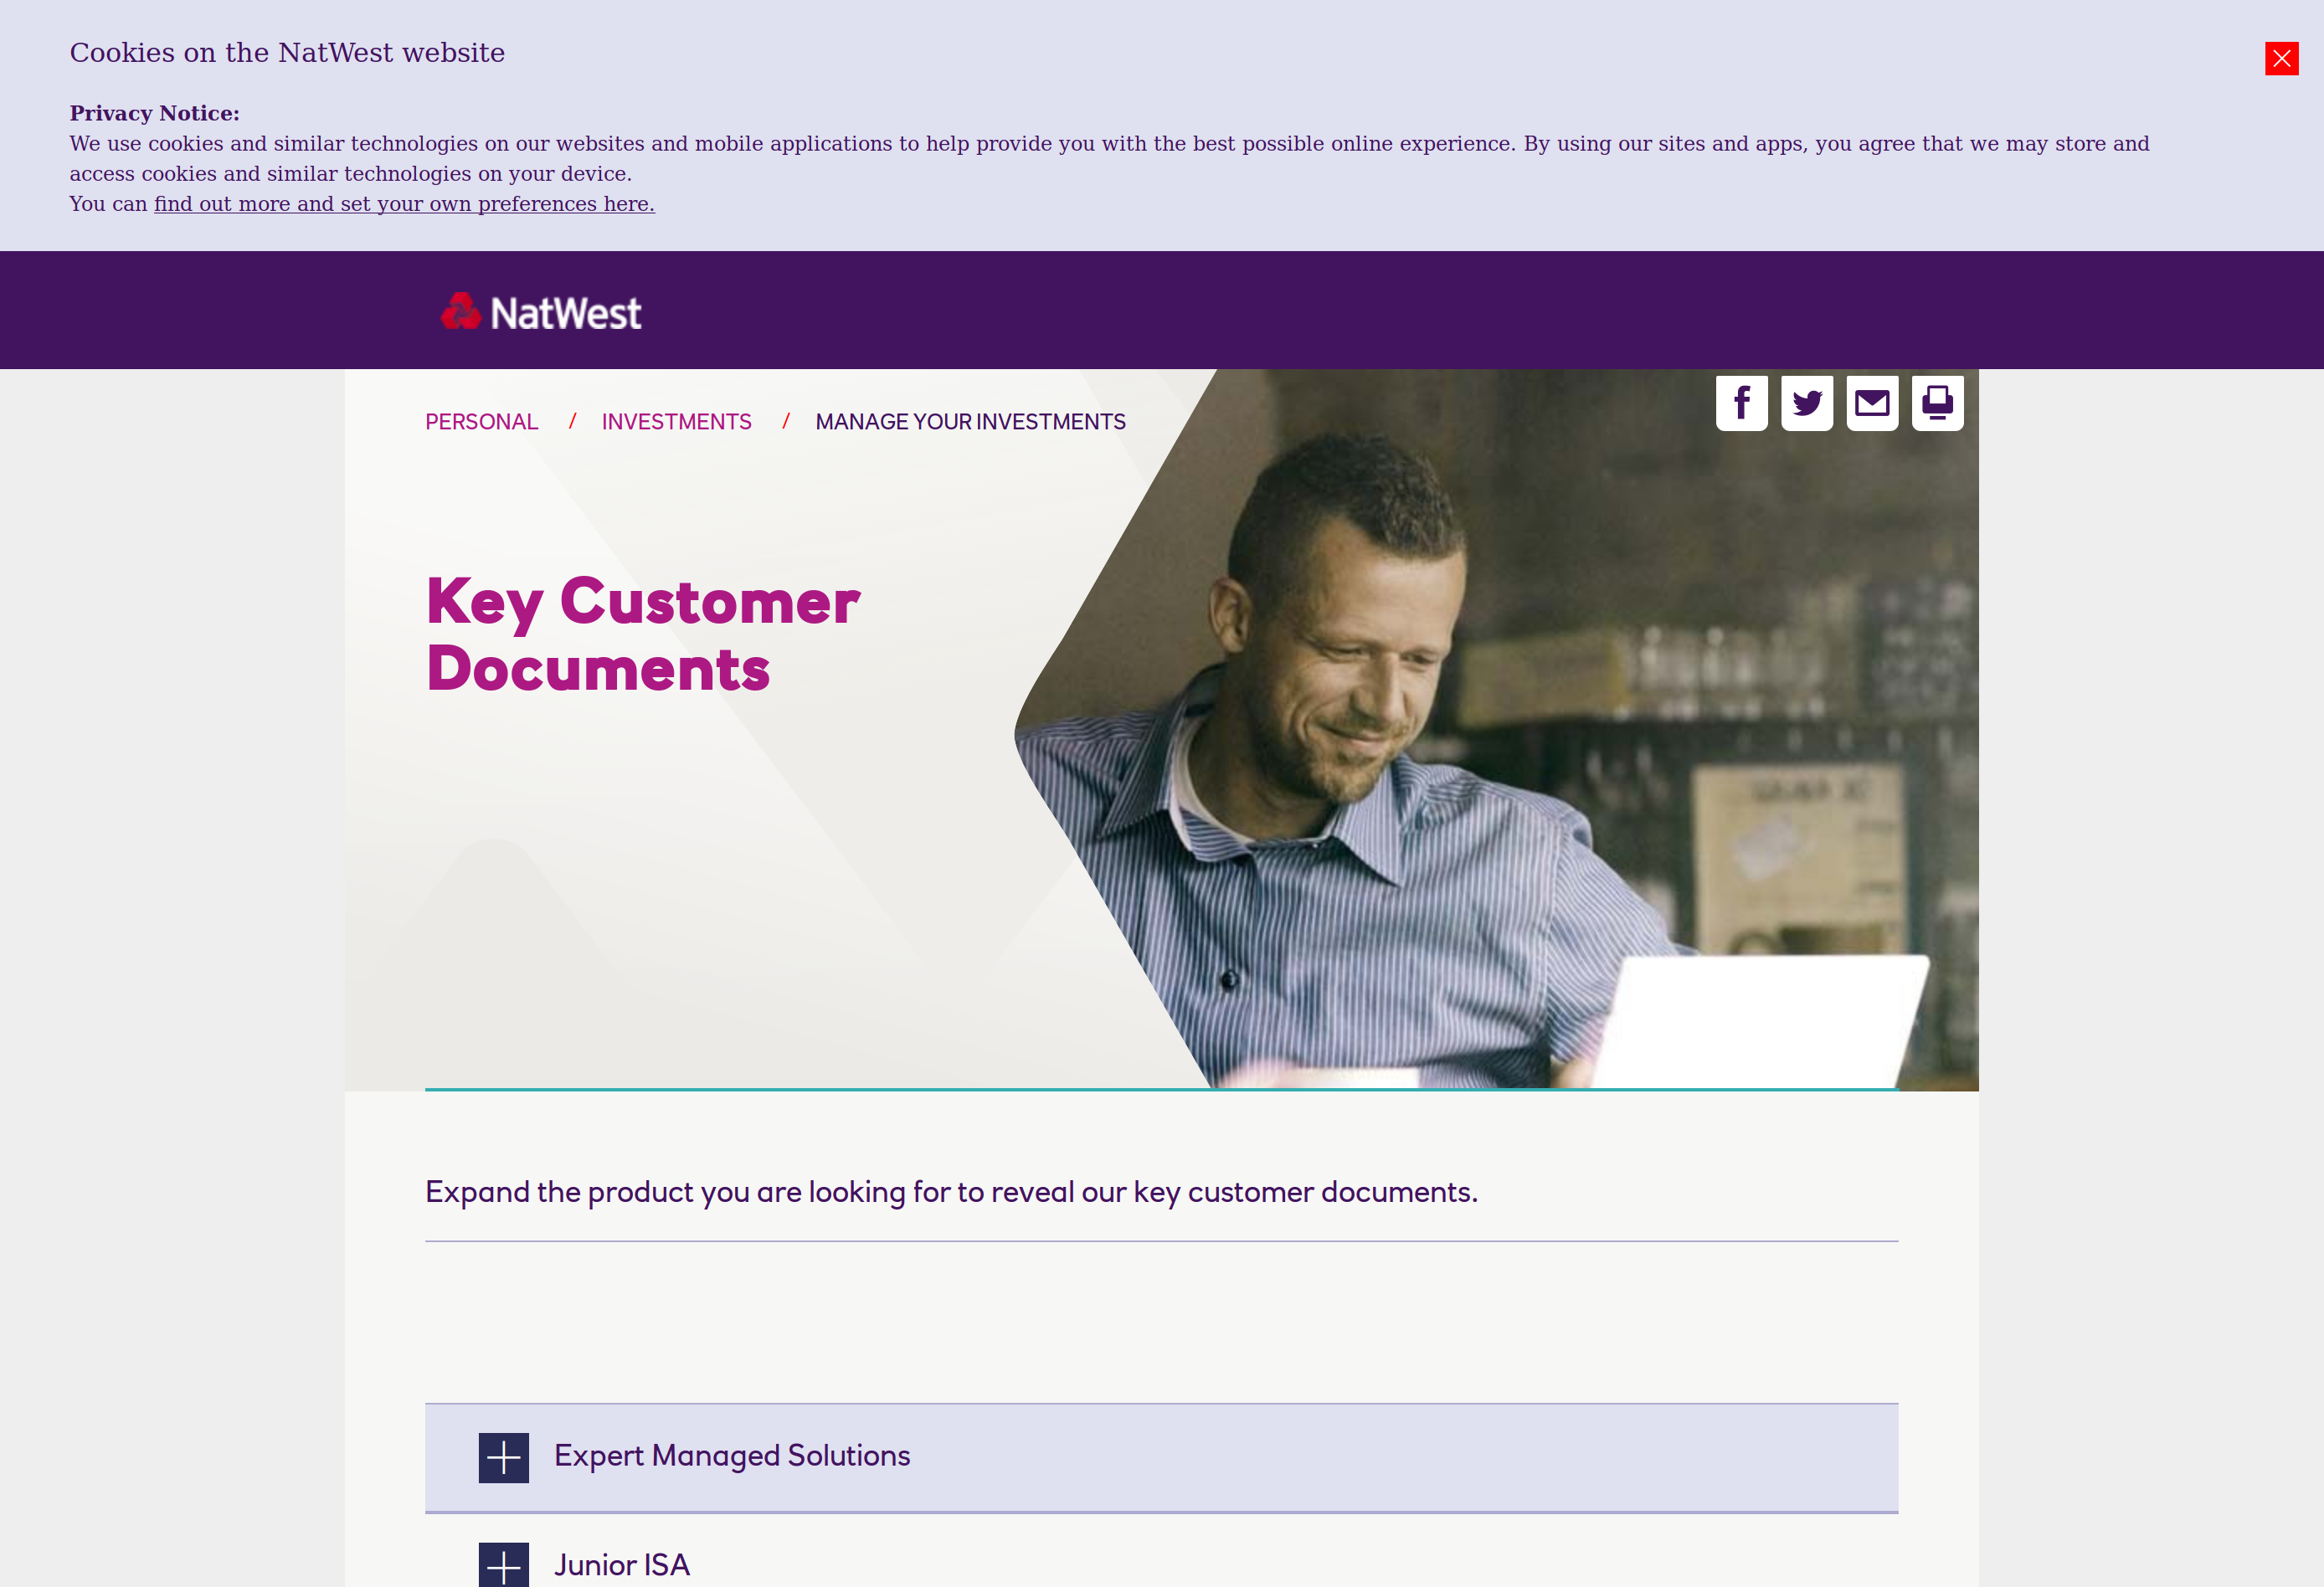 Cookies on the NatWest website
Privacy Notice:
We use cookies and similar technologies on our websites and mobile applications to help provide you with the best possible online experience. By using our sites and apps, you agree that we may store and
access cookies and similar technologies on your device.
You can find out more and set your own preferences here.
NatWest
PERSONAL / INVESTMENTS / MANAGE YOUR INVESTMENTS
Key Customer
Documents
Expand the product you are looking for to reveal our key customer documents.
Expert Managed Solutions
Junior ISA